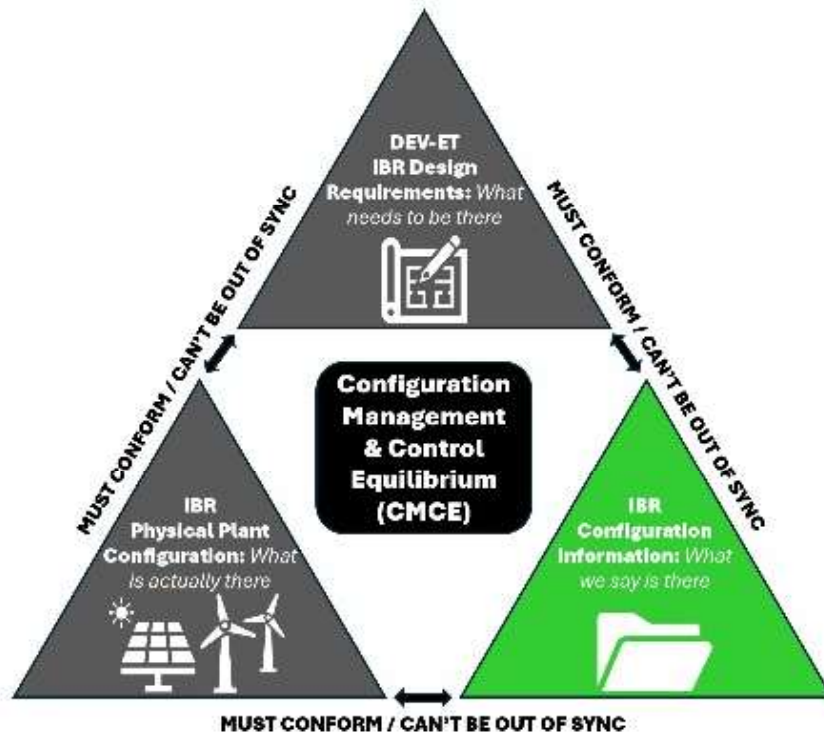 DEV-ET
IBR Design
Requirements: What
needs to be there
MUST CONFORM / CAN'T BE OUT OF SYNC
MUST CONFORM / CAN'T BE OUT OF SYNC
Configuration
Management
& Control
Equilibrium
(CMCE)
IBR
Physical Plant
Configuration: What
is actually there
IBR
Configuration
Information: What
we say is there
MUST CONFORM / CAN'T BE OUT OF SYNC